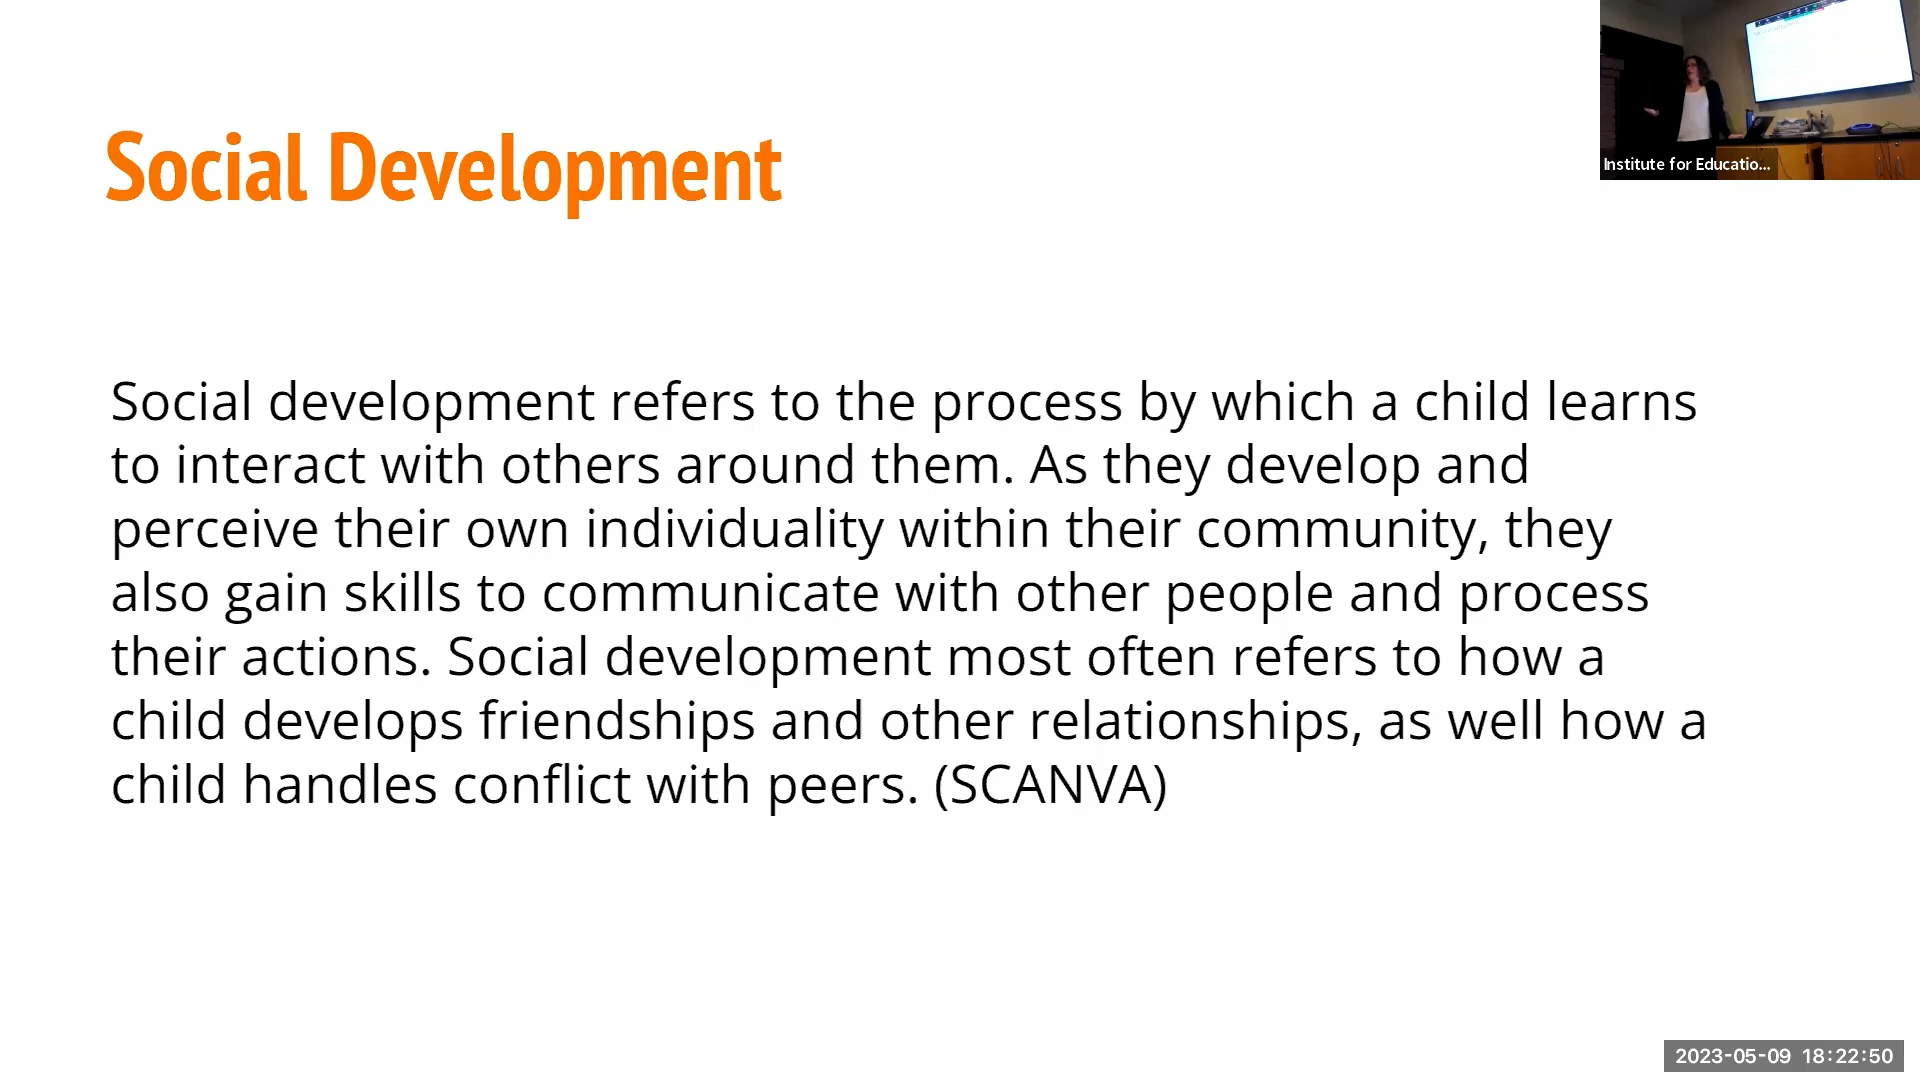 Social Development
Institute for Educatio...
Social development refers to the process by which a child learns
to interact with others around them. As they develop and
perceive their own individuality within their community, they
also gain skills to communicate with other people and process
their actions. Social development most often refers to how a
child develops friendships and other relationships, as well how a
child handles conflict with peers. (SCANVA)
2023-05-09 18:22:50